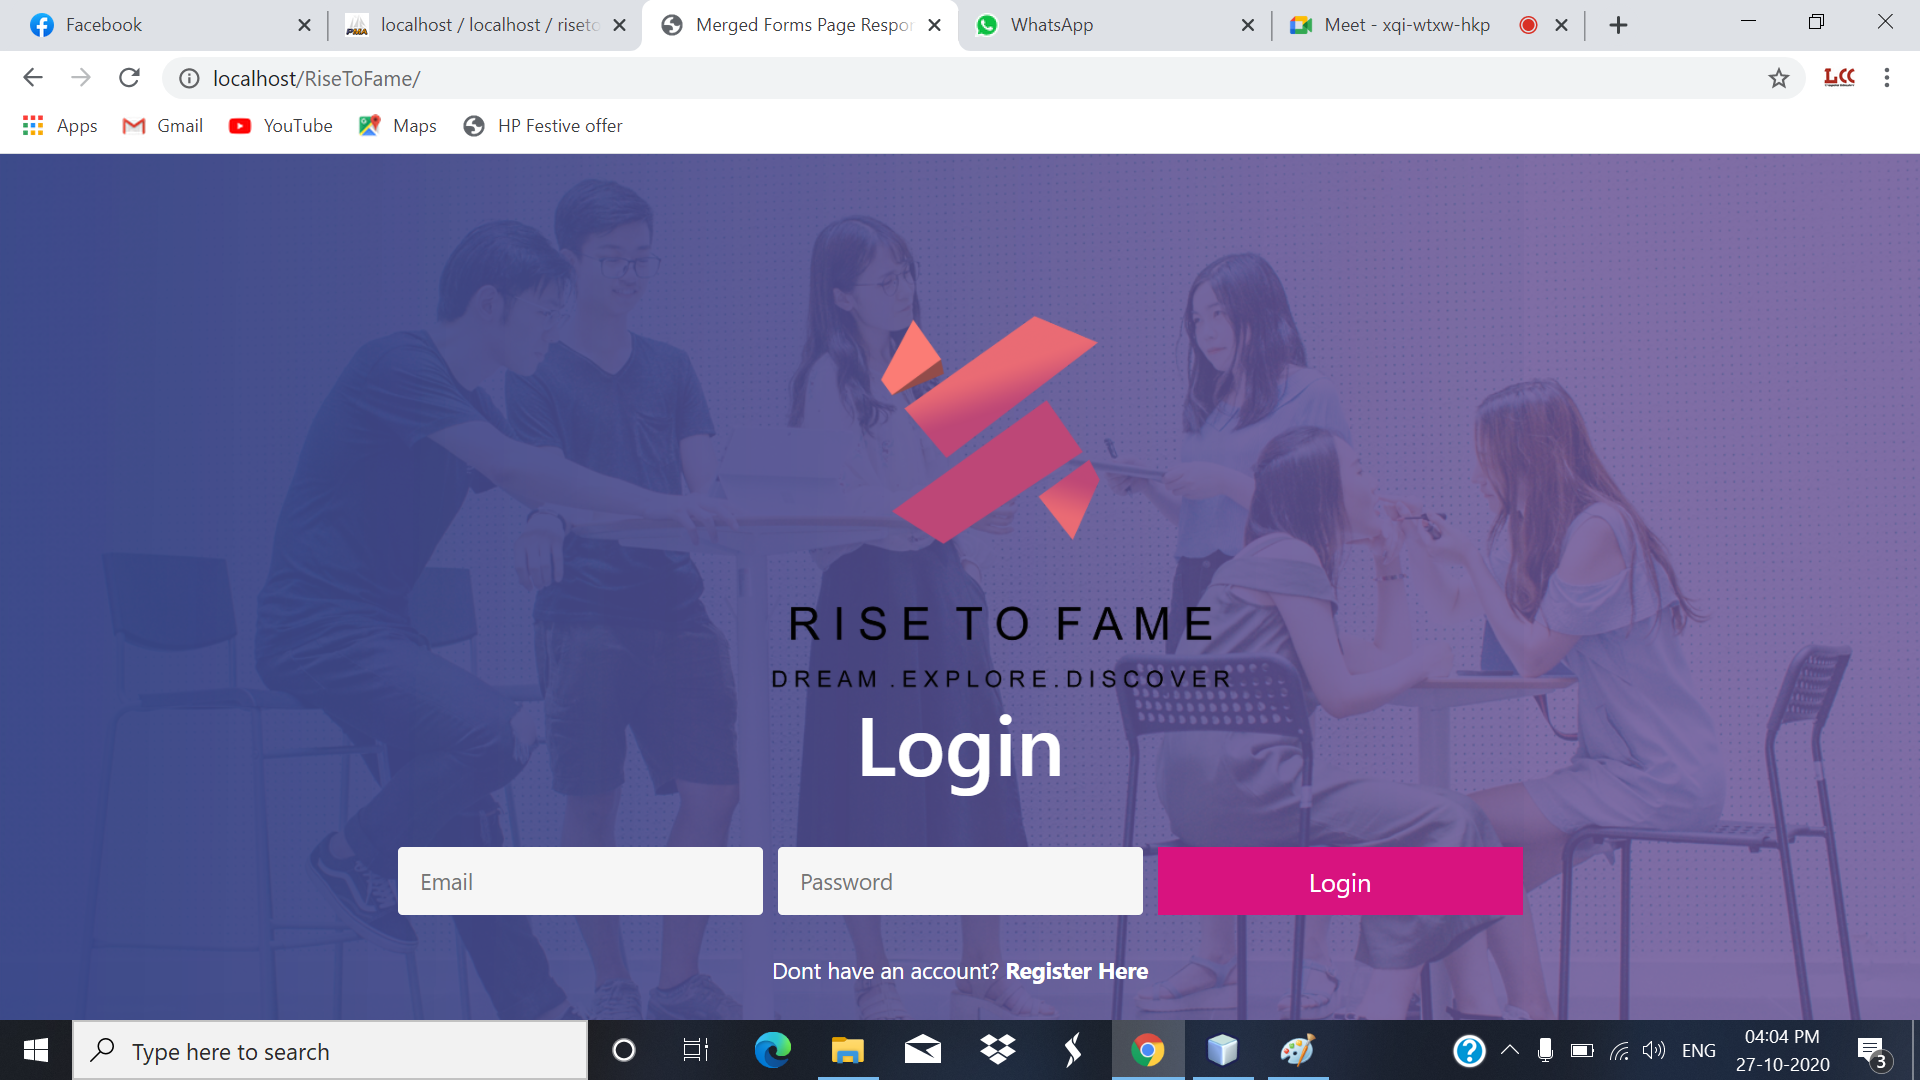 Facebook
localhost / localhost / riseto
Merged Forms Page Respon
WhatsApp
Meet - xqi-wtxw-hkp
localhost/RiseToFame/
LCC
Apps
Gmail
YouTube
Maps
HP Festive offer
RISE TO FAME
DREAM.EXPLORE.DISCOVER
Login
Email
Password
Login
Dont have an account? Register Here
Type here to search
ENG
04:04 PM
27-10-2020
3